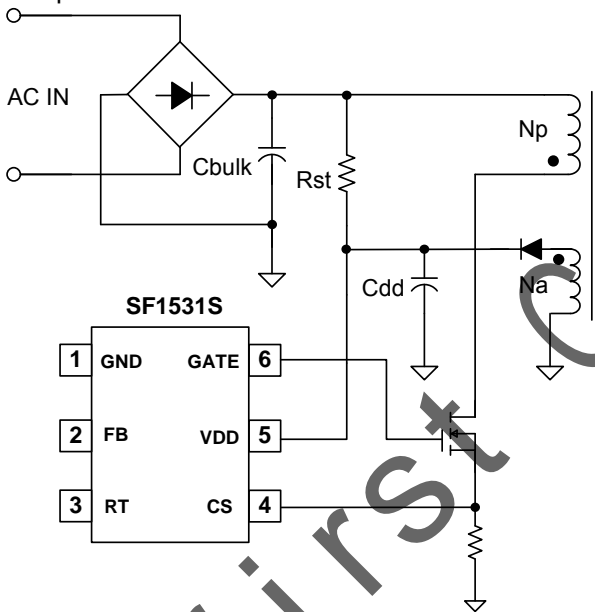 AC IN
Cbulk
Rst
Np
Cdd
Na
SF1531S
1 GND GATE 6
2 FB VDD 5
3 RT CS 4